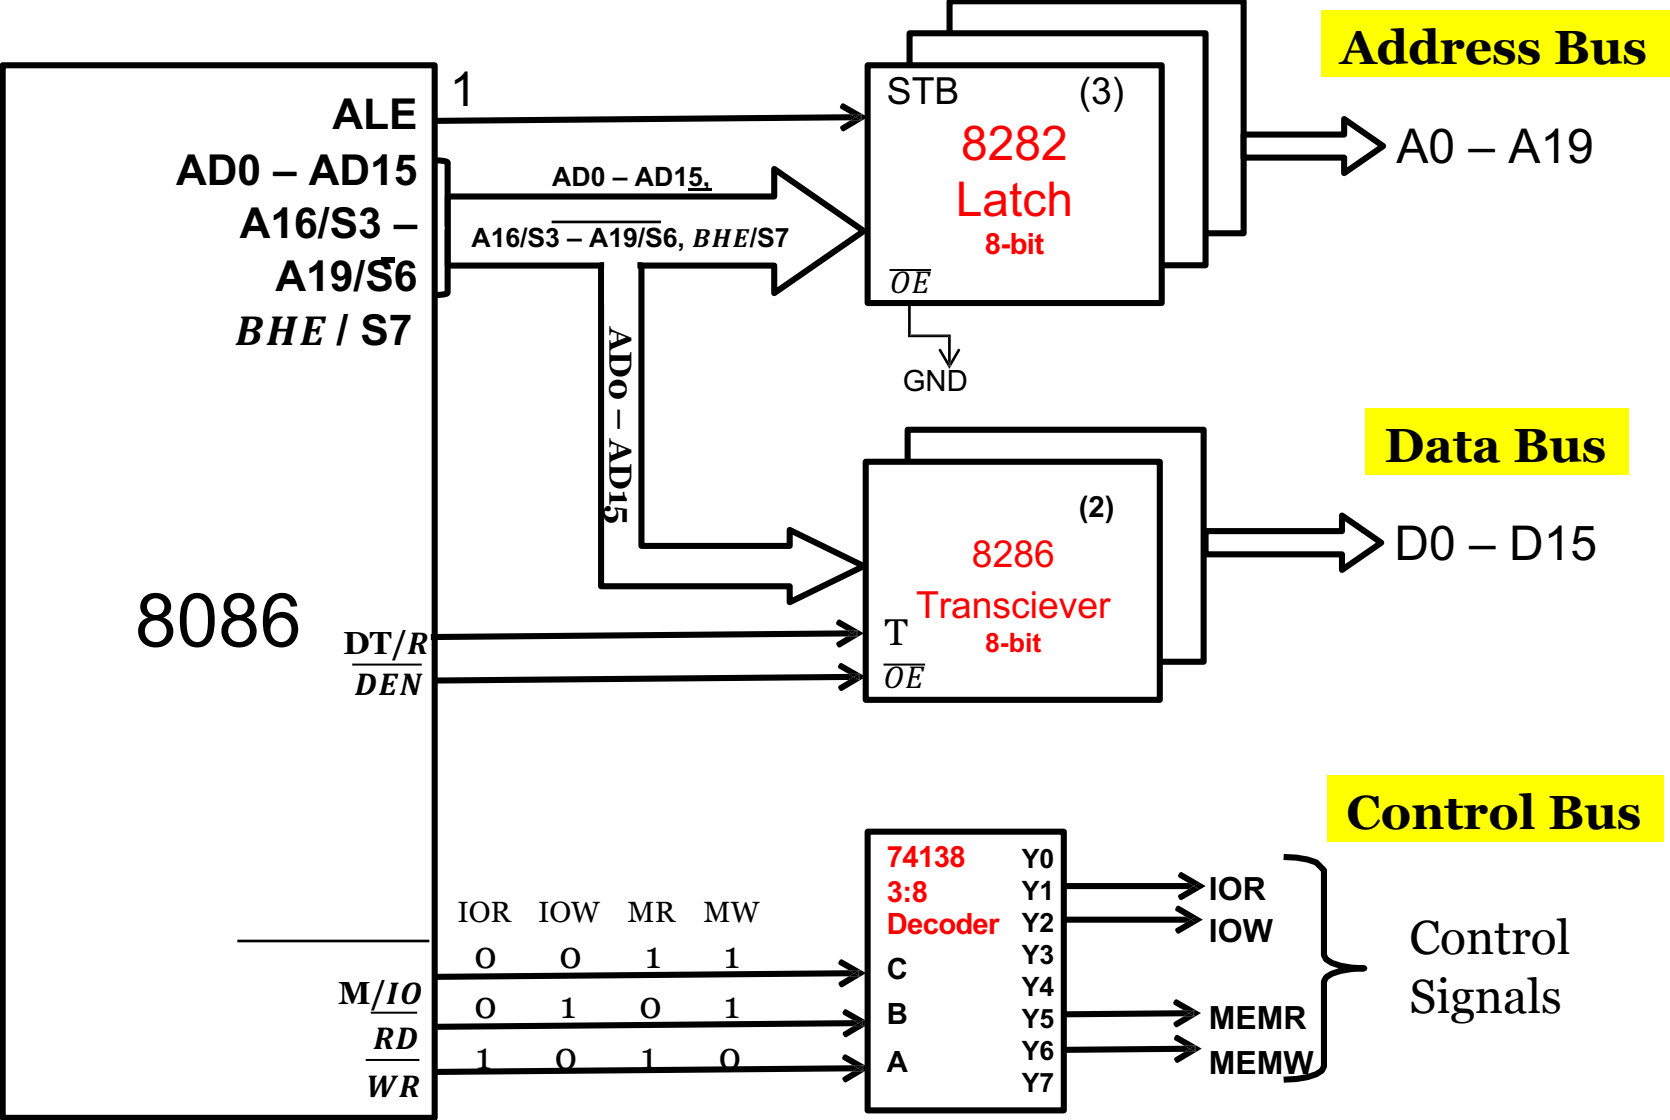 Address Bus
1
ALE
STB
(3)
AD0 – AD15
8282
A0 – A19
AD0 – AD15,
A16/S3 –
Latch
A16/S3 – A19/S6, BHE/S7
8-bit
A19/S6
OE
BHE / S7
GND
AD0 – AD15
Data Bus
(2)
8286
D0 – D15
8086
Transciever
DT/R
T
8-bit
DEN
OE
Control Bus
74138
Y0
3:8
Y1
IOR
IOR IOW MR MW
Decoder
Y2
IOW
0 0 1 1
C
Y3
Control
M/IO
Y4
Signals
0 1 0 1
B
Y5
MEMR
RD
1 0 1 0
A
Y6
MEMW
WR
Y7